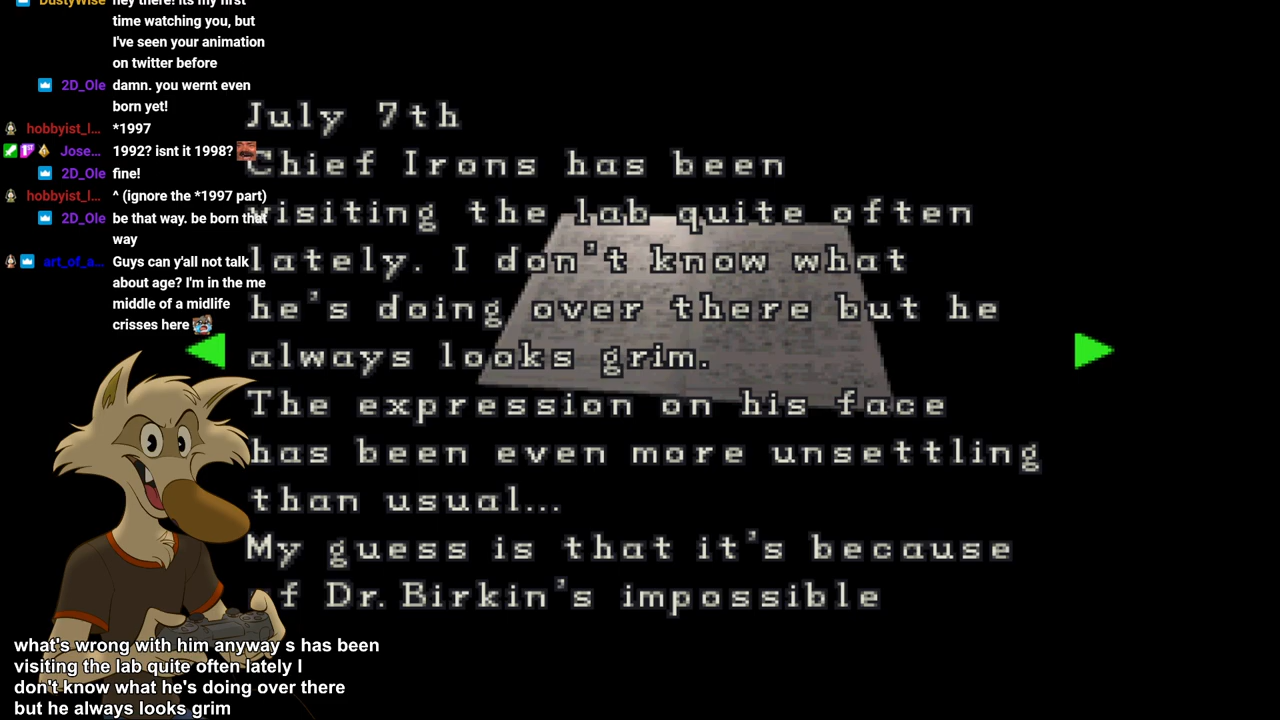 DustyWise hey there! its my first
time watching you, but
I've seen your animation
on twitter before
2D_Ole damn. you wernt even
born yet!
hobbyist_l... *1997
Jose... 1992? isnt it 1998?
2D_Ole fine!
hobbyist_l... ^ (ignore the *1997 part)
2D_Ole be that way. be born that
way
art_of_a... Guys can y'all not talk
about age? I'm in the me
middle of a midlife
crisses here
July 7th
Chief Irons has been
visiting the lab quite often
lately. I don't know what
he's doing over there but he
always looks grim.
The expression on his face
has been even more unsettling
than usual...
My guess is that it's because
of Dr. Birkin's impossible
what's wrong with him anyway s has been
visiting the lab quite often lately I
don't know what he's doing over there
but he always looks grim